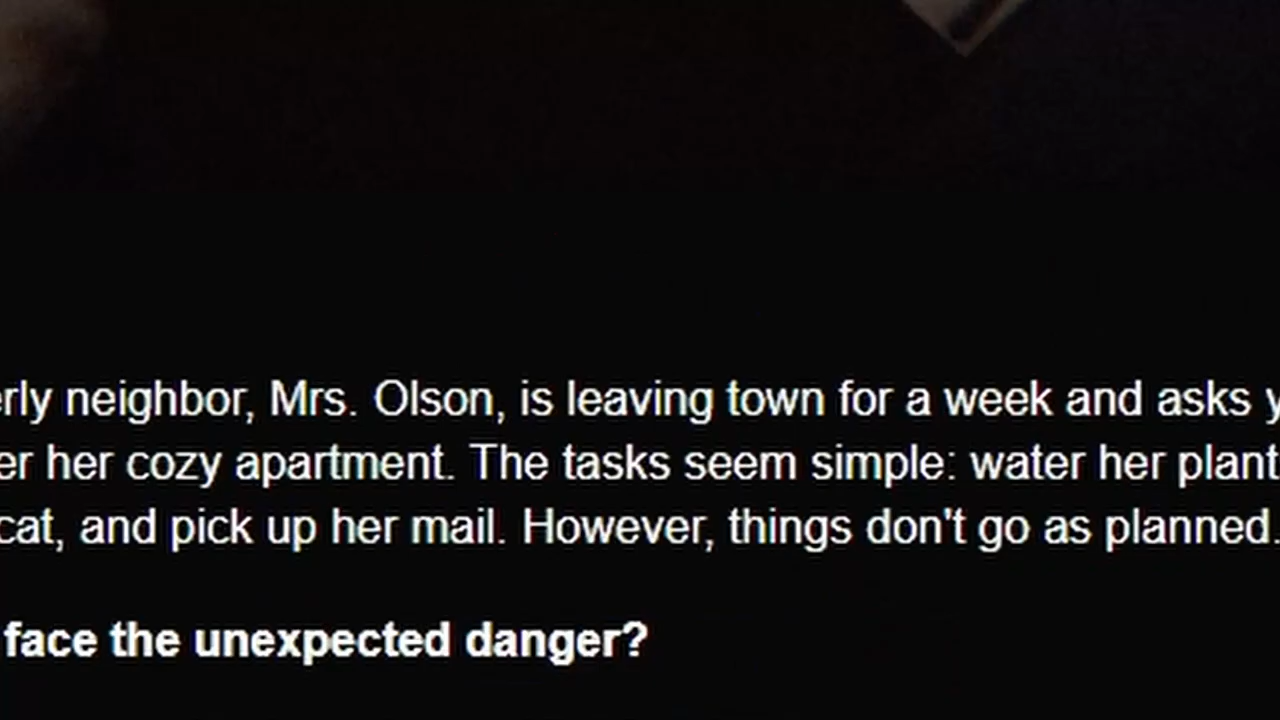 erly neighbor, Mrs. Olson, is leaving town for a week and asks y
er her cozy apartment. The tasks seem simple: water her plant
cat, and pick up her mail. However, things don't go as planned.
face the unexpected danger?